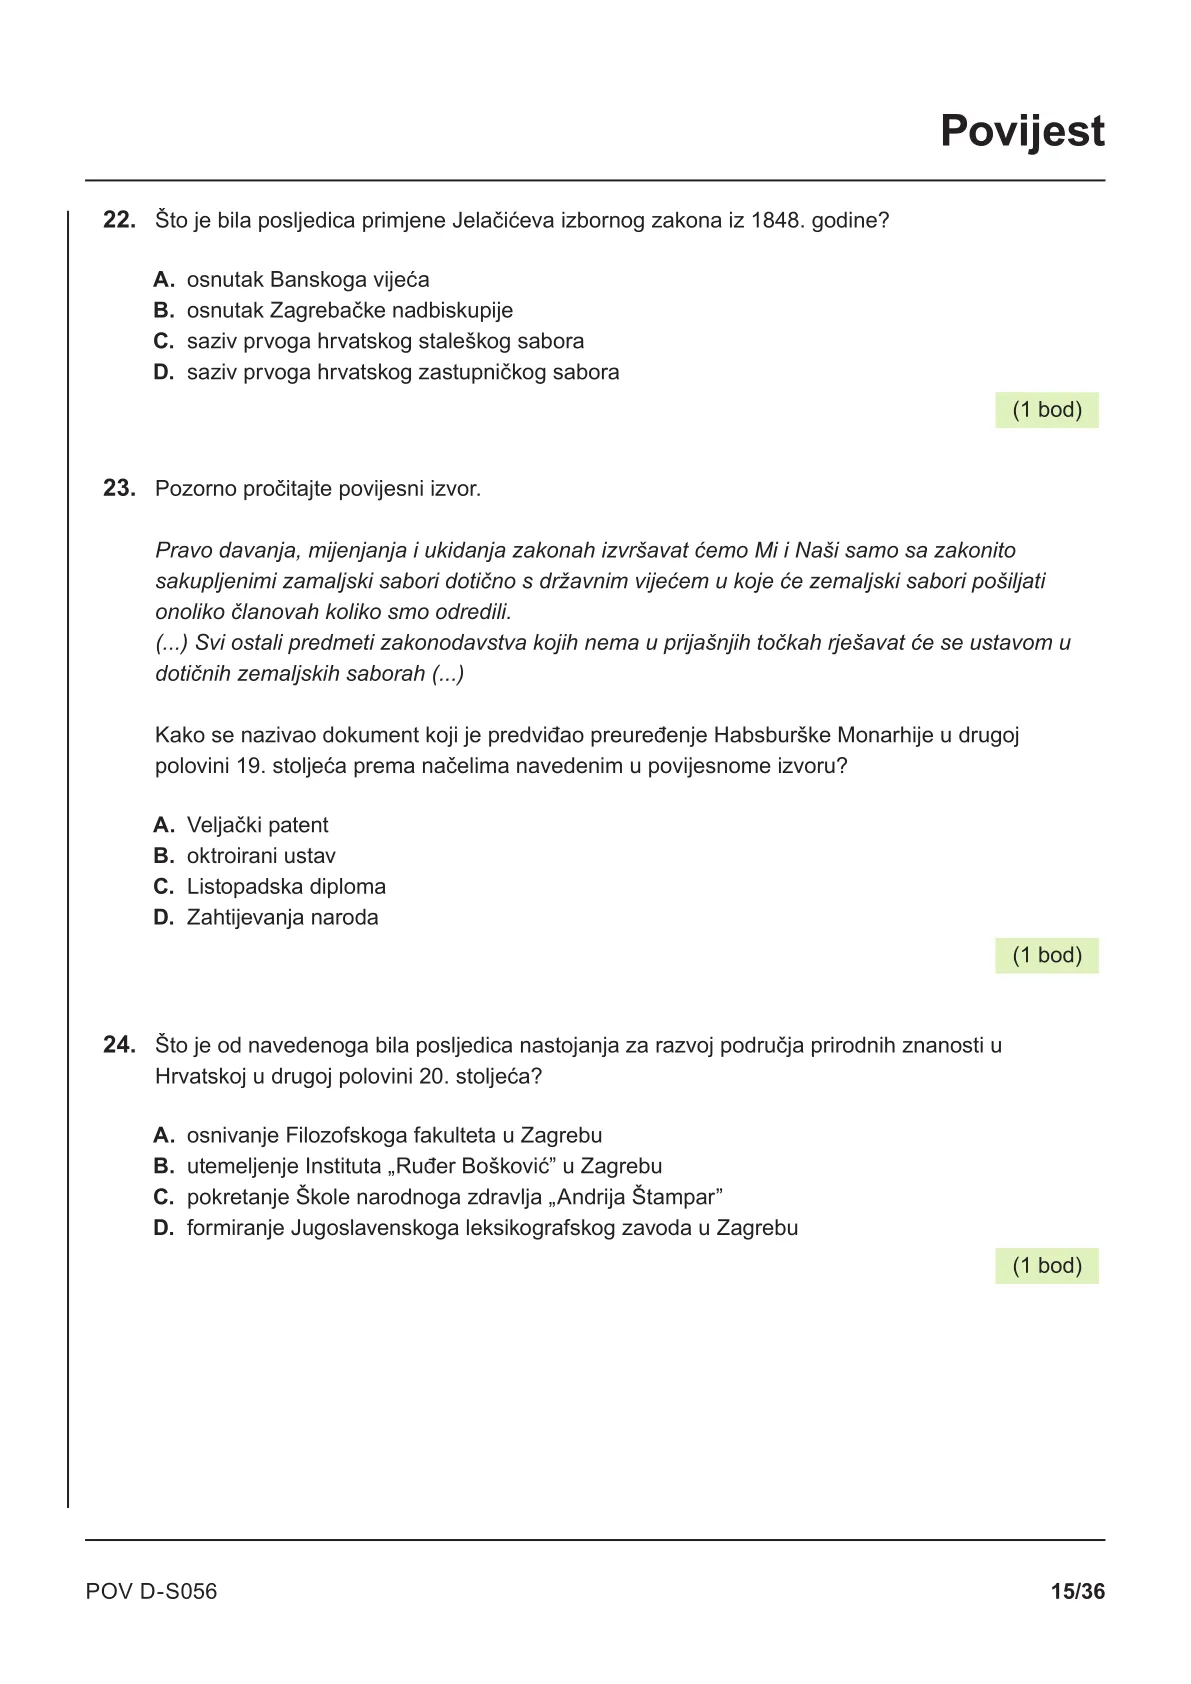 Povijest
22. Što je bila posljedica primjene Jelačićeva izbornog zakona iz 1848. godine?
A. osnutak Banskoga vijeća
B. osnutak Zagrebačke nadbiskupije
C. saziv prvoga hrvatskog staleškog sabora
D. saziv prvoga hrvatskog zastupničkog sabora
(1 bod)
23. Pozorno pročitajte povijesni izvor.
Pravo davanja, mijenjanja i ukidanja zakonah izvršavat ćemo Mi i Naši samo sa zakonito
sakupljenimi zamaljski sabori dotično s državnim vijećem u koje će zemaljski sabori pošiljati
onoliko članovah koliko smo odredili.
(...) Svi ostali predmeti zakonodavstva kojih nema u prijašnjih točkah rješavat će se ustavom u
dotičnih zemaljskih saborah (...)
Kako se nazivao dokument koji je predviđao preuređenje Habsburške Monarhije u drugoj
polovini 19. stoljeća prema načelima navedenim u povijesnome izvoru?
A. Veljački patent
B. oktroirani ustav
C. Listopadska diploma
D. Zahtijevanja naroda
(1 bod)
24. Što je od navedenoga bila posljedica nastojanja za razvoj područja prirodnih znanosti u
Hrvatskoj u drugoj polovini 20. stoljeća?
A. osnivanje Filozofskoga fakulteta u Zagrebu
B. utemeljenje Instituta „Ruđer Bošković” u Zagrebu
C. pokretanje Škole narodnoga zdravlja „Andrija Štampar”
D. formiranje Jugoslavenskoga leksikografskog zavoda u Zagrebu
(1 bod)
POV D-S056
15/36